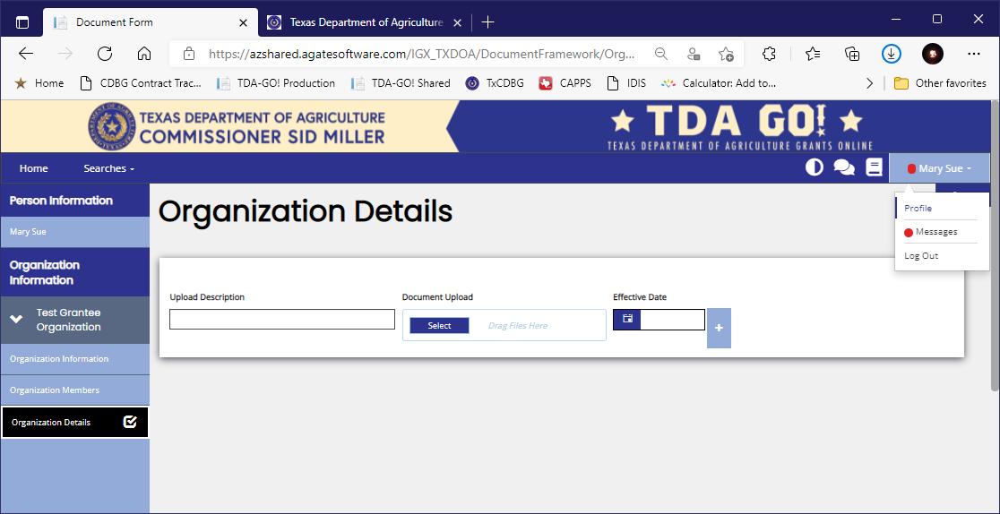 Document Form
Texas Department of Agriculture
https://azshared.agatesoftware.com/IGX_TXDOA/DocumentFramework/Org...
Home
CDBG Contract Trac...
TDA-GO! Production
TDA-GO! Shared
TxCDBG
CAPPS
IDIS
Calculator: Add to...
Other favorites
TEXAS DEPARTMENT OF AGRICULTURE
COMMISSIONER SID MILLER
TDA GO!
TEXAS DEPARTMENT OF AGRICULTURE GRANTS ONLINE
Home
Searches
Mary Sue
Profile
Messages
Log Out
Person Information
Mary Sue
Organization
Information
Test Grantee
Organization
Organization Information
Organization Members
Organization Details
Organization Details
Upload Description
Document Upload
Effective Date
Select
Drag Files Here
+